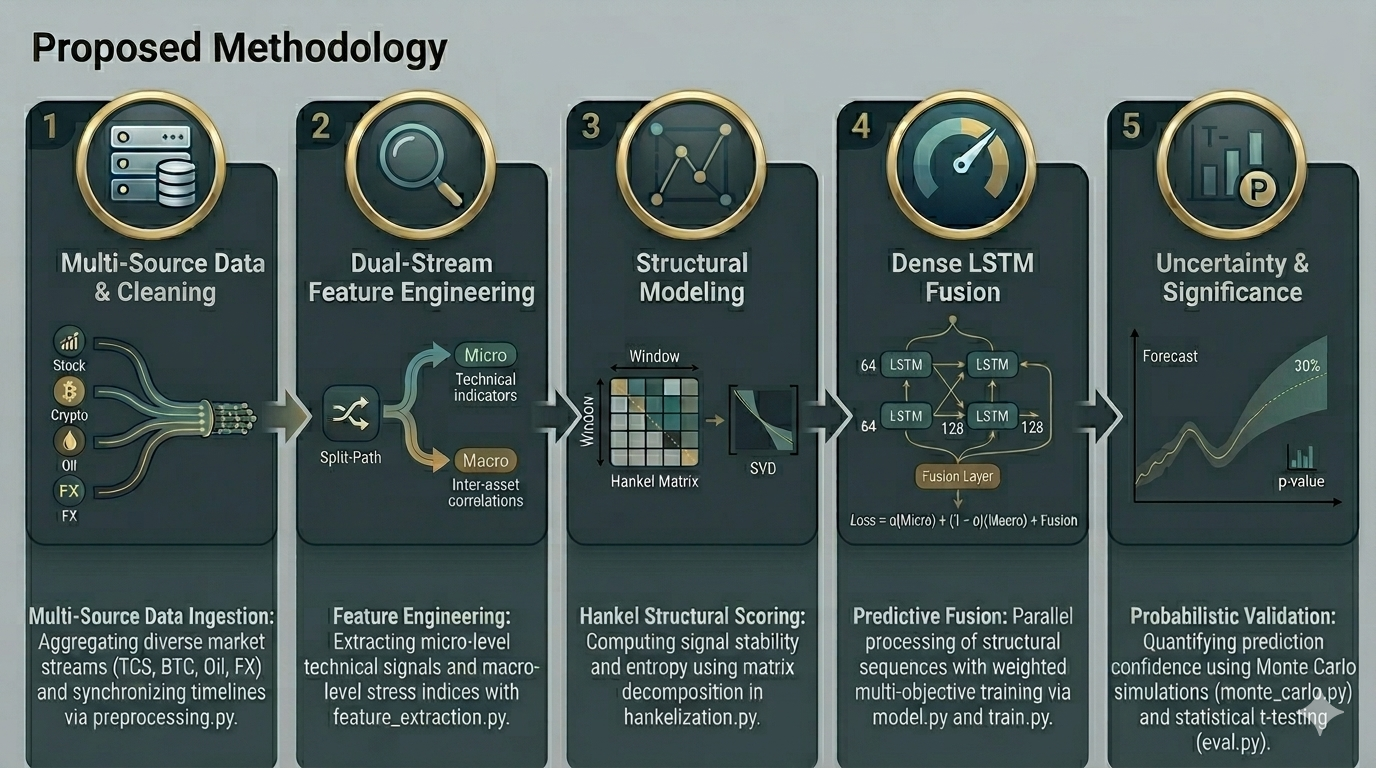 Proposed Methodology
1
Multi-Source Data
& Cleaning
Stock
Crypto
Oil
FX
FX
Multi-Source Data Ingestion:
Aggregating diverse market
streams (TCS, BTC, Oil, FX)
and synchronizing timelines
via preprocessing.py.
2
Dual-Stream
Feature Engineering
Split-Path
Micro
Technical
indicators
Macro
Inter-asset
correlations
Feature Engineering:
Extracting micro-level
technical signals and macro-
level stress indices with
feature_extraction.py.
3
Structural
Modeling
Window
Window
Hankel Matrix
SVD
Hankel Structural Scoring:
Computing signal stability
and entropy using matrix
decomposition in
hankelization.py.
4
Dense LSTM
Fusion
64 LSTM LSTM
64 LSTM 128 LSTM 128
Fusion Layer
Loss = α(Micro) + (1 - α)(Meero) + Fusion
Predictive Fusion: Parallel
processing of structural
sequences with weighted
multi-objective training via
model.py and train.py.
5
T-
P
Uncertainty &
Significance
Forecast
30%
p-value
Probabilistic Validation:
Quantifying prediction
confidence using Monte Carlo
simulations (monte_carlo.py)
and statistical t-testing
(eval.py).